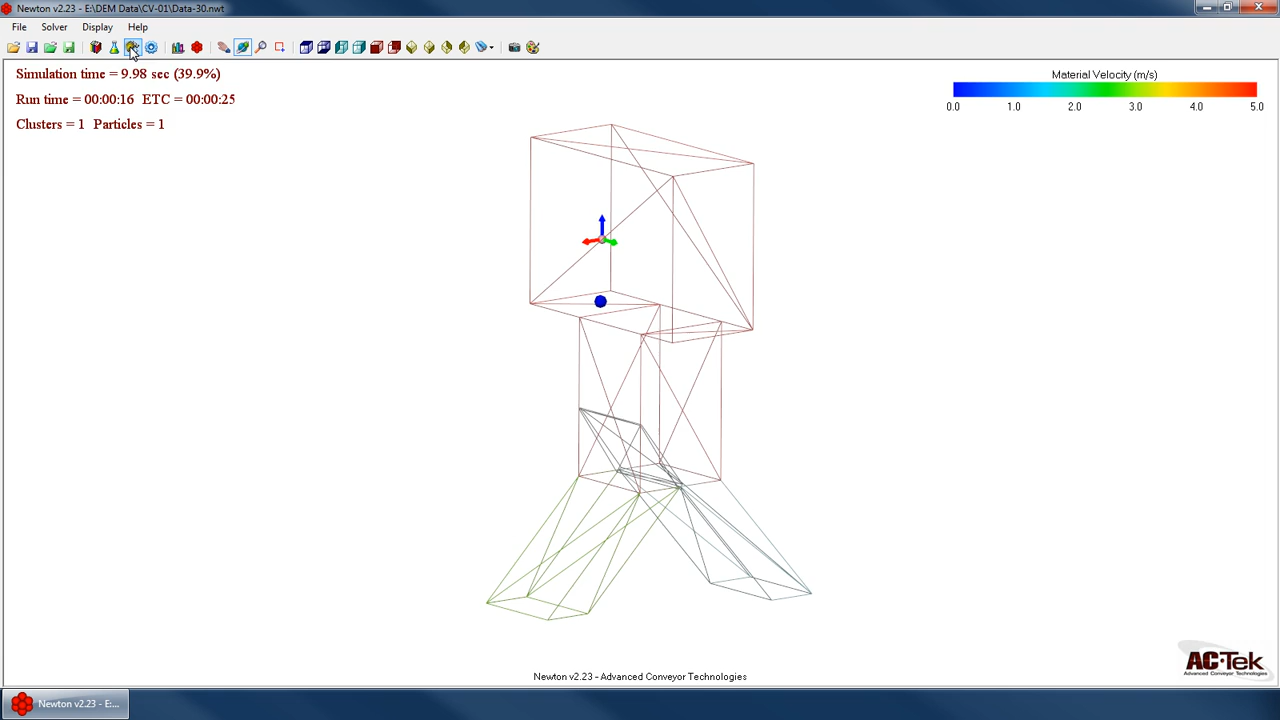 Newton v2.23 - E:\DEM Data\CV-01\Data-30.nwt
File Solver Display Help
Simulation time = 9.98 sec (39.9%)
Run time = 00:00:16 ETC = 00:00:25
Clusters = 1 Particles = 1
Material Velocity (m/s)
0.0 1.0 2.0 3.0 4.0 5.0
AC-Tek
Advanced Conveyor Technologies
Newton v2.23 - Advanced Conveyor Technologies
Newton v2.23 - E:...